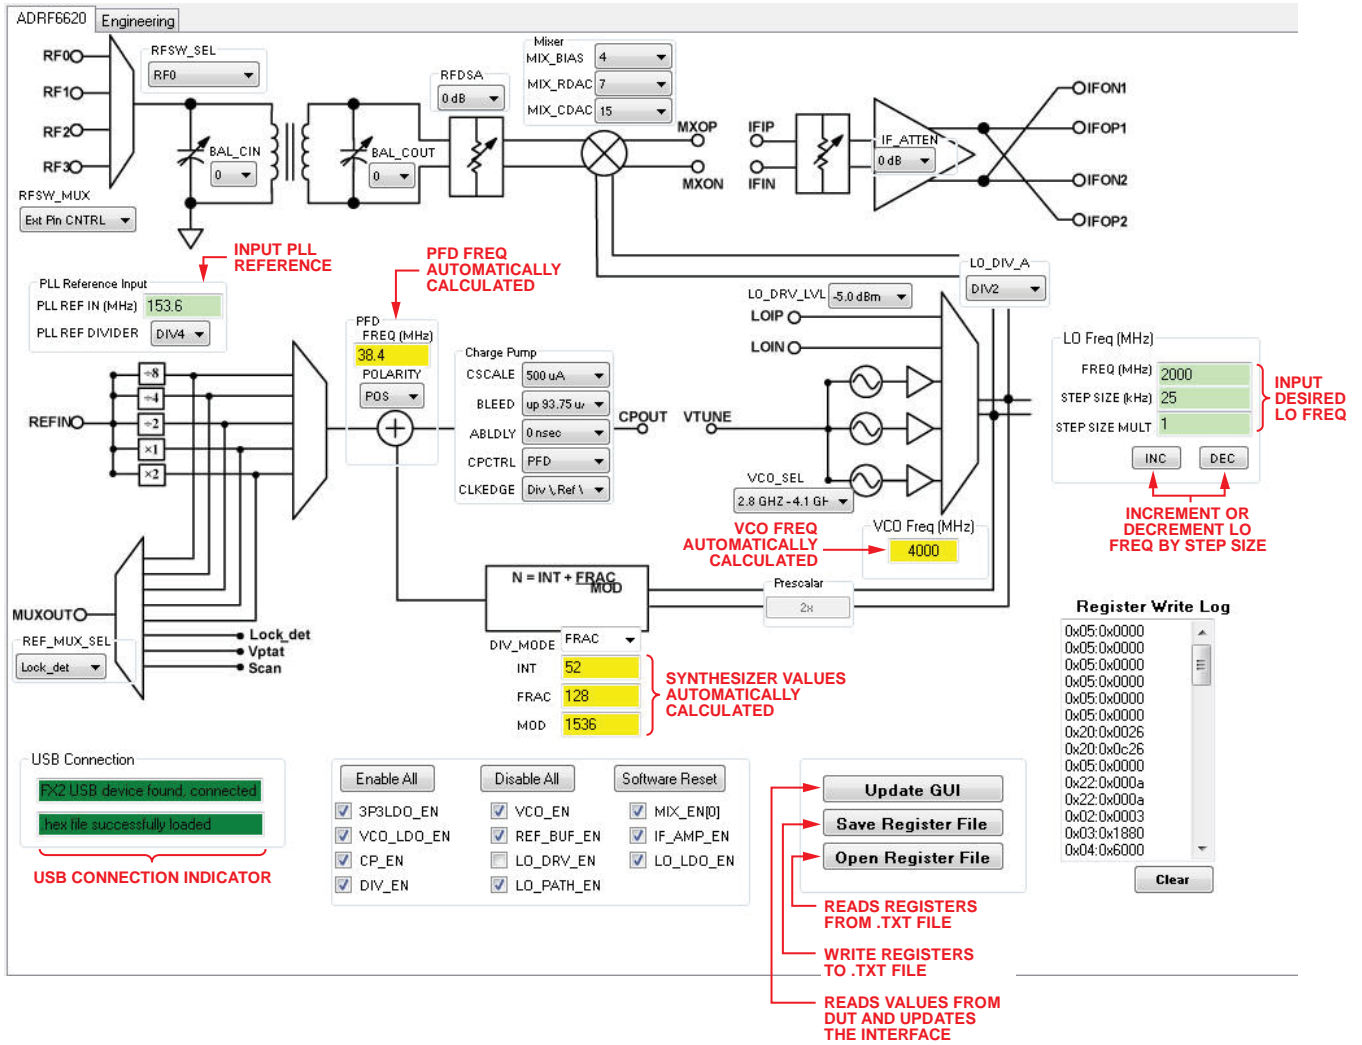 ADRF6620
Engineering
RF0
RF1
RF2
RF3
RFSW_SEL
RF0
RFSW_MUX
Ext Pin CNTRL
BAL_CIN
0
BAL_COUT
0
RFDSA
0 dB
Mixer
MIX_BIAS 4
MIX_RDAC 7
MIX_CDAC 15
MXOP
MXON
IFIP
IFIN
IF_ATTEN
0 dB
IFON1
IFOP1
IFON2
IFOP2
INPUT PLL
REFERENCE
PLL Reference Input
PLL REF IN (MHz) 153.6
PLL REF DIVIDER DIV4
PFD FREQ
AUTOMATICALLY
CALCULATED
PFD
FREQ (MHz)
38.4
POLARITY
POS
Charge Pump
CSCALE 500 uA
BLEED up 93.75 u
ABLDLY 0 nsec
CPCTRL PFD
CLKEDGE Div \, Ref \
CPOUT
VTUNE
LO_DRV_LVL -5.0 dBm
LOIP
LOIN
LO_DIV_A
DIV2
VCO_SEL
2.8 GHZ - 4.1 GH
VCO FREQ
AUTOMATICALLY
CALCULATED
VCO Freq (MHz)
4000
LO Freq (MHz)
FREQ (MHz) 2000
STEP SIZE (kHz) 25
STEP SIZE MULT 1
INC
DEC
INPUT
DESIRED
LO FREQ
INCREMENT OR
DECREMENT LO
FREQ BY STEP SIZE
REFIN
÷8
÷4
÷2
×1
×2
MUXOUT
REF_MUX_SEL
Lock_det
Lock_det
Vptat
Scan
N = INT + FRAC
MOD
Prescalar
2x
DIV_MODE FRAC
INT 52
FRAC 128
MOD 1536
SYNTHESIZER VALUES
AUTOMATICALLY
CALCULATED
Register Write Log
0x05:0x0000
0x05:0x0000
0x05:0x0000
0x05:0x0000
0x05:0x0000
0x05:0x0000
0x20:0x0026
0x20:0x0c26
0x05:0x0000
0x22:0x000a
0x22:0x000a
0x02:0x0003
0x03:0x1880
0x04:0x6000
Clear
USB Connection
FX2 USB device found, connected
.hex file successfully loaded
USB CONNECTION INDICATOR
Enable All
Disable All
Software Reset
3P3LDO_EN
VCO_LDO_EN
CP_EN
DIV_EN
VCO_EN
REF_BUF_EN
LO_DRV_EN
LO_PATH_EN
MIX_EN[0]
IF_AMP_EN
LO_LDO_EN
Update GUI
Save Register File
Open Register File
READS REGISTERS
FROM .TXT FILE
WRITE REGISTERS
TO .TXT FILE
READS VALUES FROM
DUT AND UPDATES
THE INTERFACE